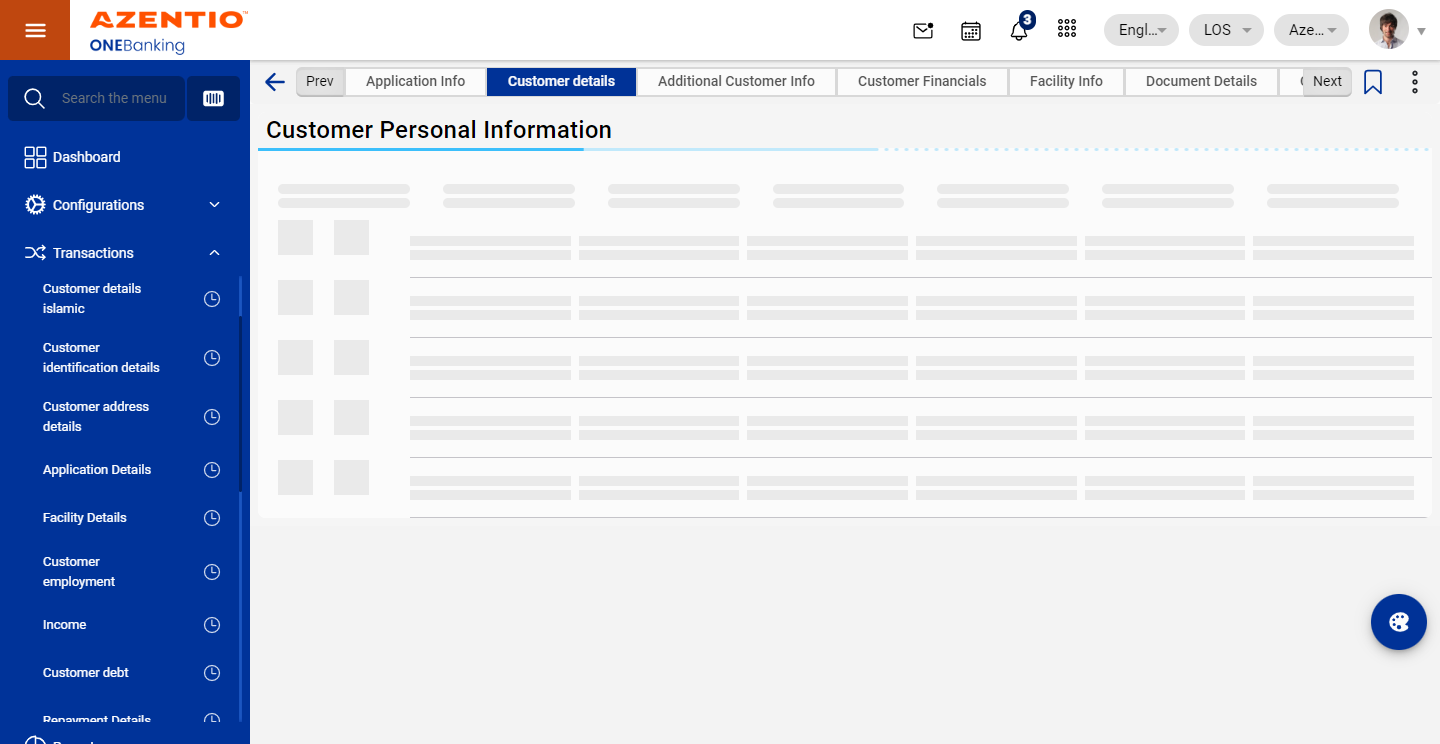 AZENTIO™
ONEBanking
3
Engl...
LOS
Aze...
Search the menu
Dashboard
Configurations
Transactions
Customer details
islamic
Customer
identification details
Customer address
details
Application Details
Facility Details
Customer
employment
Income
Customer debt
Repayment Details
Prev
Application Info
Customer details
Additional Customer Info
Customer Financials
Facility Info
Document Details
Next
Customer Personal Information